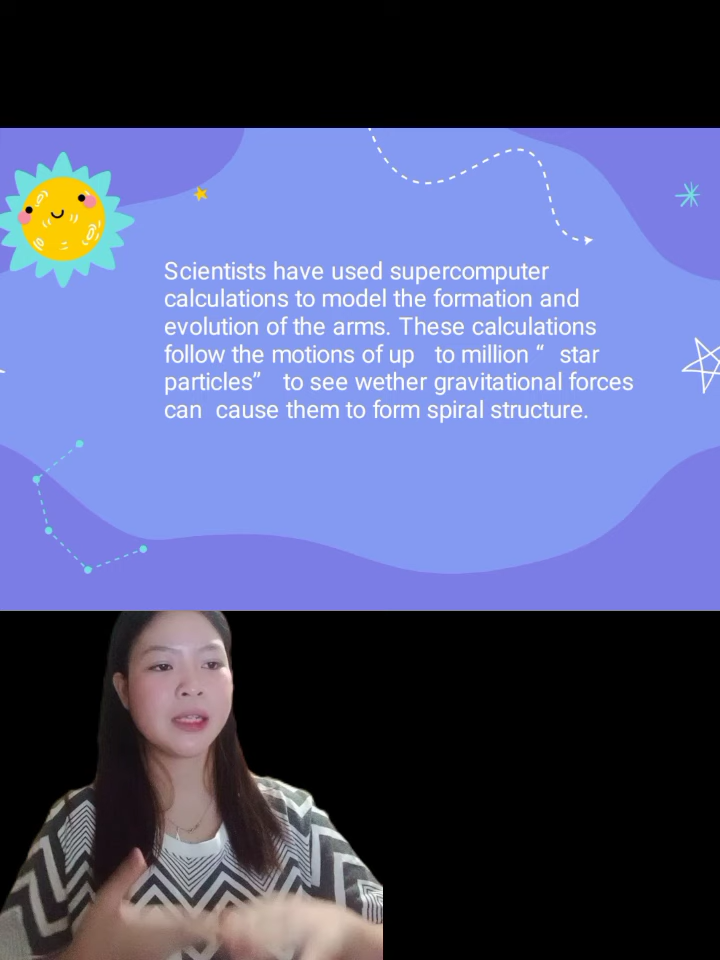 Scientists have used supercomputer
calculations to model the formation and
evolution of the arms. These calculations
follow the motions of up   to million “  star
particles”   to see wether gravitational forces
can  cause them to form spiral structure.